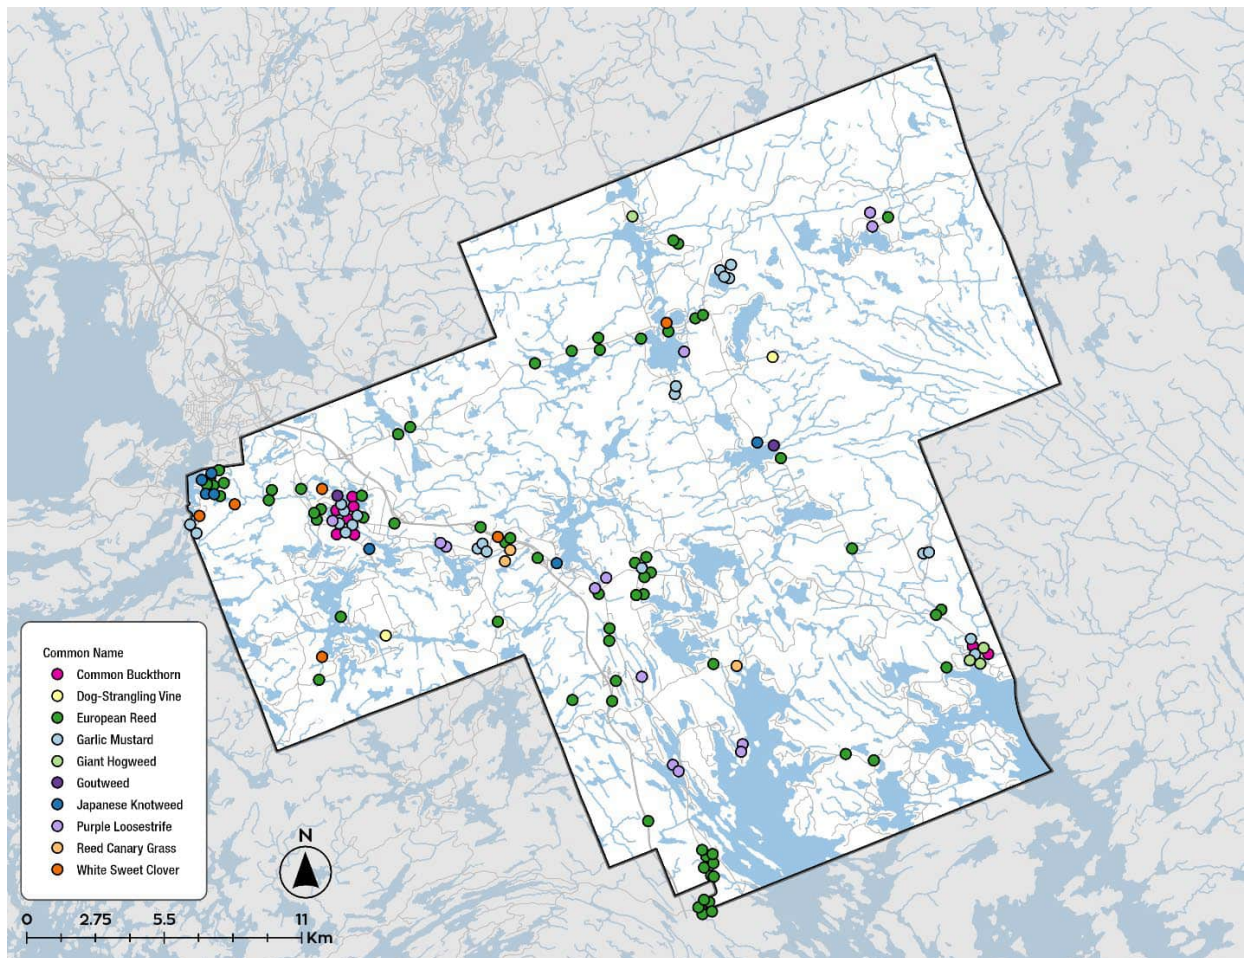 Common Name
Common Buckthorn
Dog-Strangling Vine
European Reed
Garlic Mustard
Giant Hogweed
Goutweed
Japanese Knotweed
Purple Loosestrife
Reed Canary Grass
White Sweet Clover
N
0 2.75 5.5 11
Km